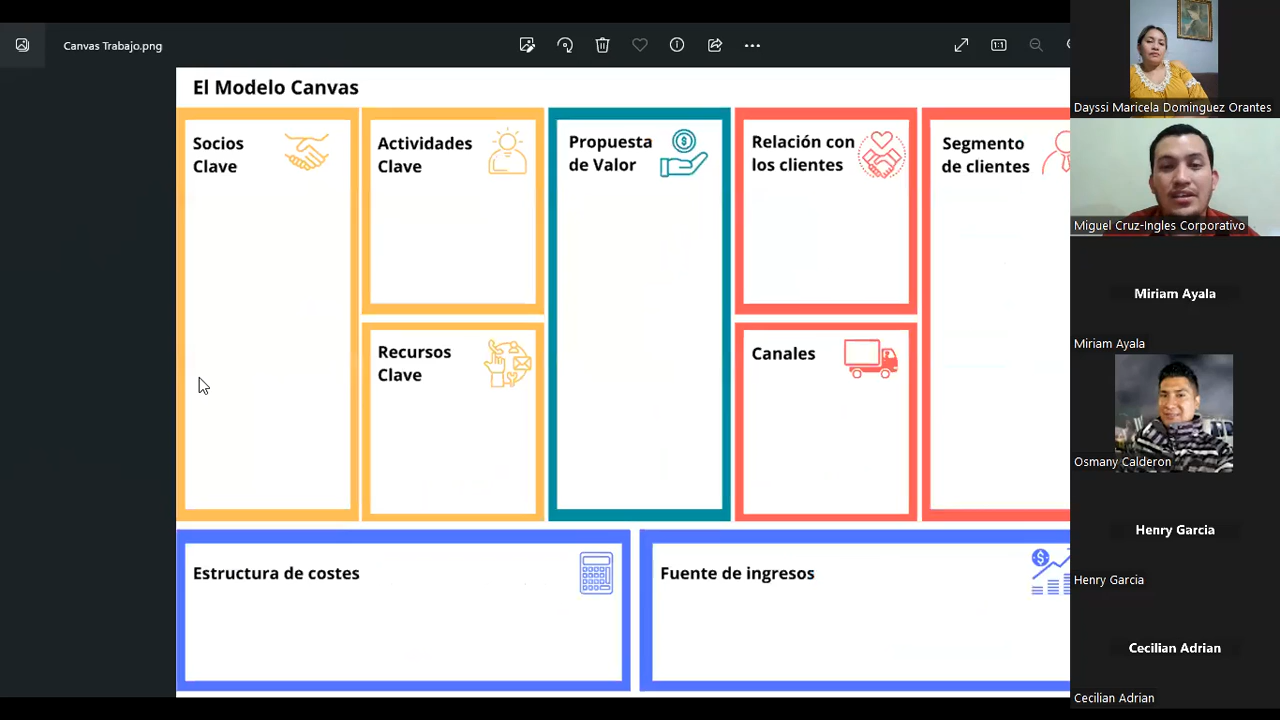 Canvas Trabajo.png
1:1
El Modelo Canvas
Socios
Clave
Actividades
Clave
Propuesta
de Valor
Relación con
los clientes
Segmento
de clientes
Recursos
Clave
Canales
Estructura de costes
Fuente de ingresos
Dayssi Maricela Dominguez Orantes
Miguel Cruz-Ingles Corporativo
Miriam Ayala
Miriam Ayala
Osmany Calderon
Henry Garcia
Henry Garcia
Cecilian Adrian
Cecilian Adrian